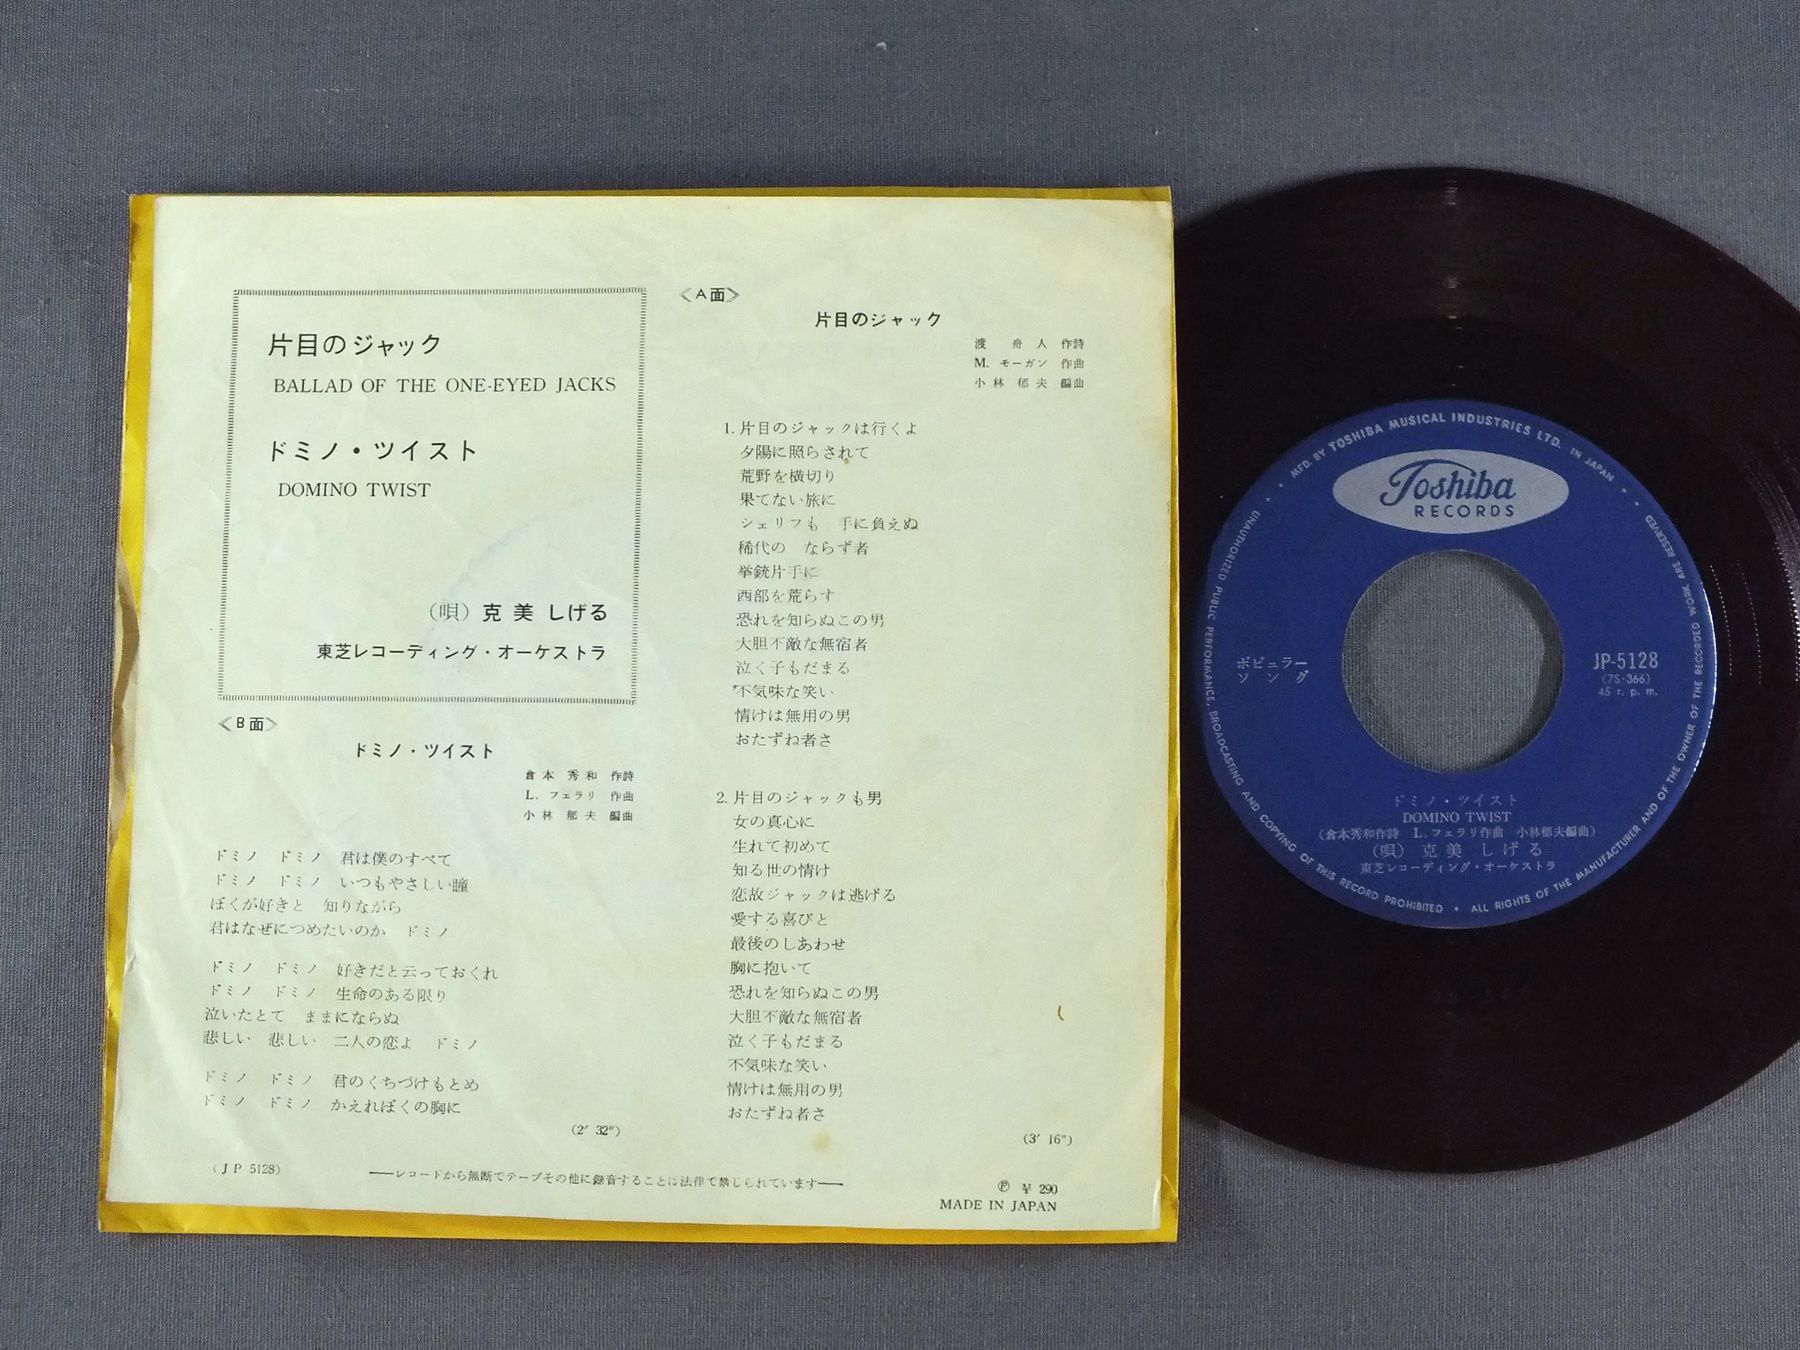 片目のジャック
BALLAD OF THE ONE-EYED JACKS
ドミノ・ツイスト
DOMINO TWIST
（唄）克美しげる
東芝レコーディング・オーケストラ
《A面》
片目のジャック
渡舟人 作詩
M. モーガン 作曲
小林郁夫 編曲
1. 片目のジャックは行くよ
夕陽に照らされて
荒野を横切り
果てない旅に
シェリフも 手に負えぬ
稀代の ならず者
挙銃片手に
西部を荒らす
恐れを知らぬこの男
大胆不敵な無宿者
泣く子もだまる
不気味な笑い
情けは無用の男
おたずね者さ
2. 片目のジャックも男
女の真心に
生れて初めて
知る世の情け
恋故ジャックは逃げる
愛する喜びと
最後のしあわせ
胸に抱いて
恐れを知らぬこの男
大胆不敵な無宿者
泣く子もだまる
不気味な笑い
情けは無用の男
おたずね者さ
(3′ 16″)
《B面》
ドミノ・ツイスト
倉本秀和 作詩
L. フェラリ 作曲
小林郁夫 編曲
ドミノ ドミノ 君は僕のすべて
ドミノ ドミノ いつもやさしい瞳
ぼくが好きと 知りながら
君はなぜにつめたいのか ドミノ
ドミノ ドミノ 好きだと云っておくれ
ドミノ ドミノ 生命のある限り
泣いたとて ままにならぬ
悲しい 悲しい 二人の恋よ ドミノ
ドミノ ドミノ 君のくちづけもとめ
ドミノ ドミノ かえれぼくの胸に
(2′ 32″)
(JP 5128)
──レコードから無断でテープその他に録音することは法律で禁じられています──
Ⓟ ¥ 290
MADE IN JAPAN
MFD. BY TOSHIBA MUSICAL INDUSTRIES LTD. IN JAPAN
Toshiba
RECORDS
ポピュラー
ソング
JP-5128
(7S-366)
45 r. p. m.
ドミノ・ツイスト
DOMINO TWIST
（倉本秀和作詩 L.フェラリ作曲 小林郁夫編曲）
（唄）克美しげる
東芝レコーディング・オーケストラ
UNAUTHORIZED PUBLIC PERFORMANCE, BROADCASTING AND COPYING OF THIS RECORD PROHIBITED • ALL RIGHTS OF THE MANUFACTURER AND OF THE OWNER OF THE RECORDED WORK ARE RESERVED